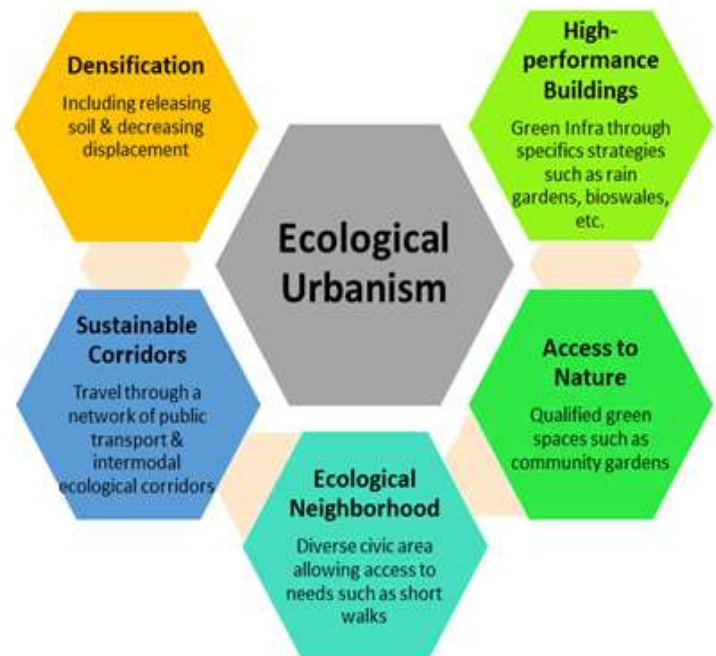 Densification
Including releasing
soil & decreasing
displacement
High-
performance
Buildings
Green Infra through
specifics strategies
such as rain
gardens, bioswales,
etc.
Ecological
Urbanism
Sustainable
Corridors
Travel through a
network of public
transport &
intermodal
ecological corridors
Access to
Nature
Qualified green
spaces such as
community gardens
Ecological
Neighborhood
Diverse civic area
allowing access to
needs such as short
walks